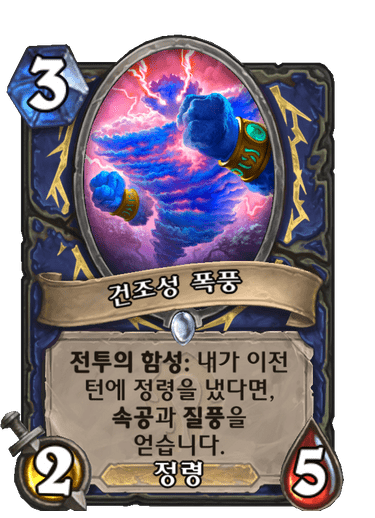 3
건조성 폭풍
전투의 함성: 내가 이전
턴에 정령을 냈다면,
속공과 질풍을
얻습니다.
정령
2
5